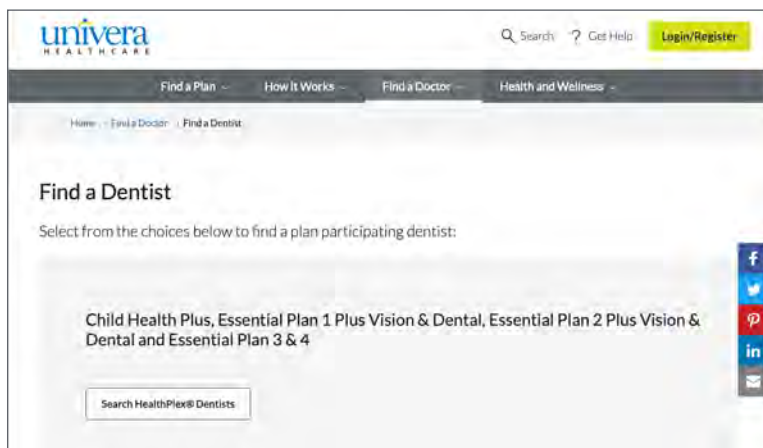 univera
HEALTHCARE
Search ? Get Help Login/Register
Find a Plan How it Works Find a Doctor Health and Wellness
Home Find a Doctor Find a Dentist
Find a Dentist
Select from the choices below to find a plan participating dentist:
Child Health Plus, Essential Plan 1 Plus Vision & Dental, Essential Plan 2 Plus Vision &
Dental and Essential Plan 3 & 4
Search HealthPlex® Dentists